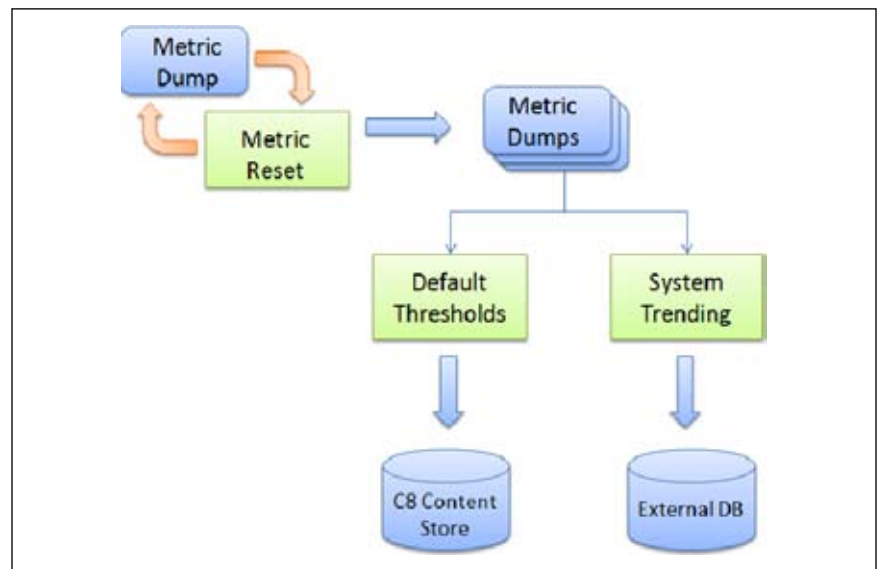 Metric
Dump
Metric
Reset
Metric
Dumps
Default
Thresholds
System
Trending
C8 Content
Store
External DB